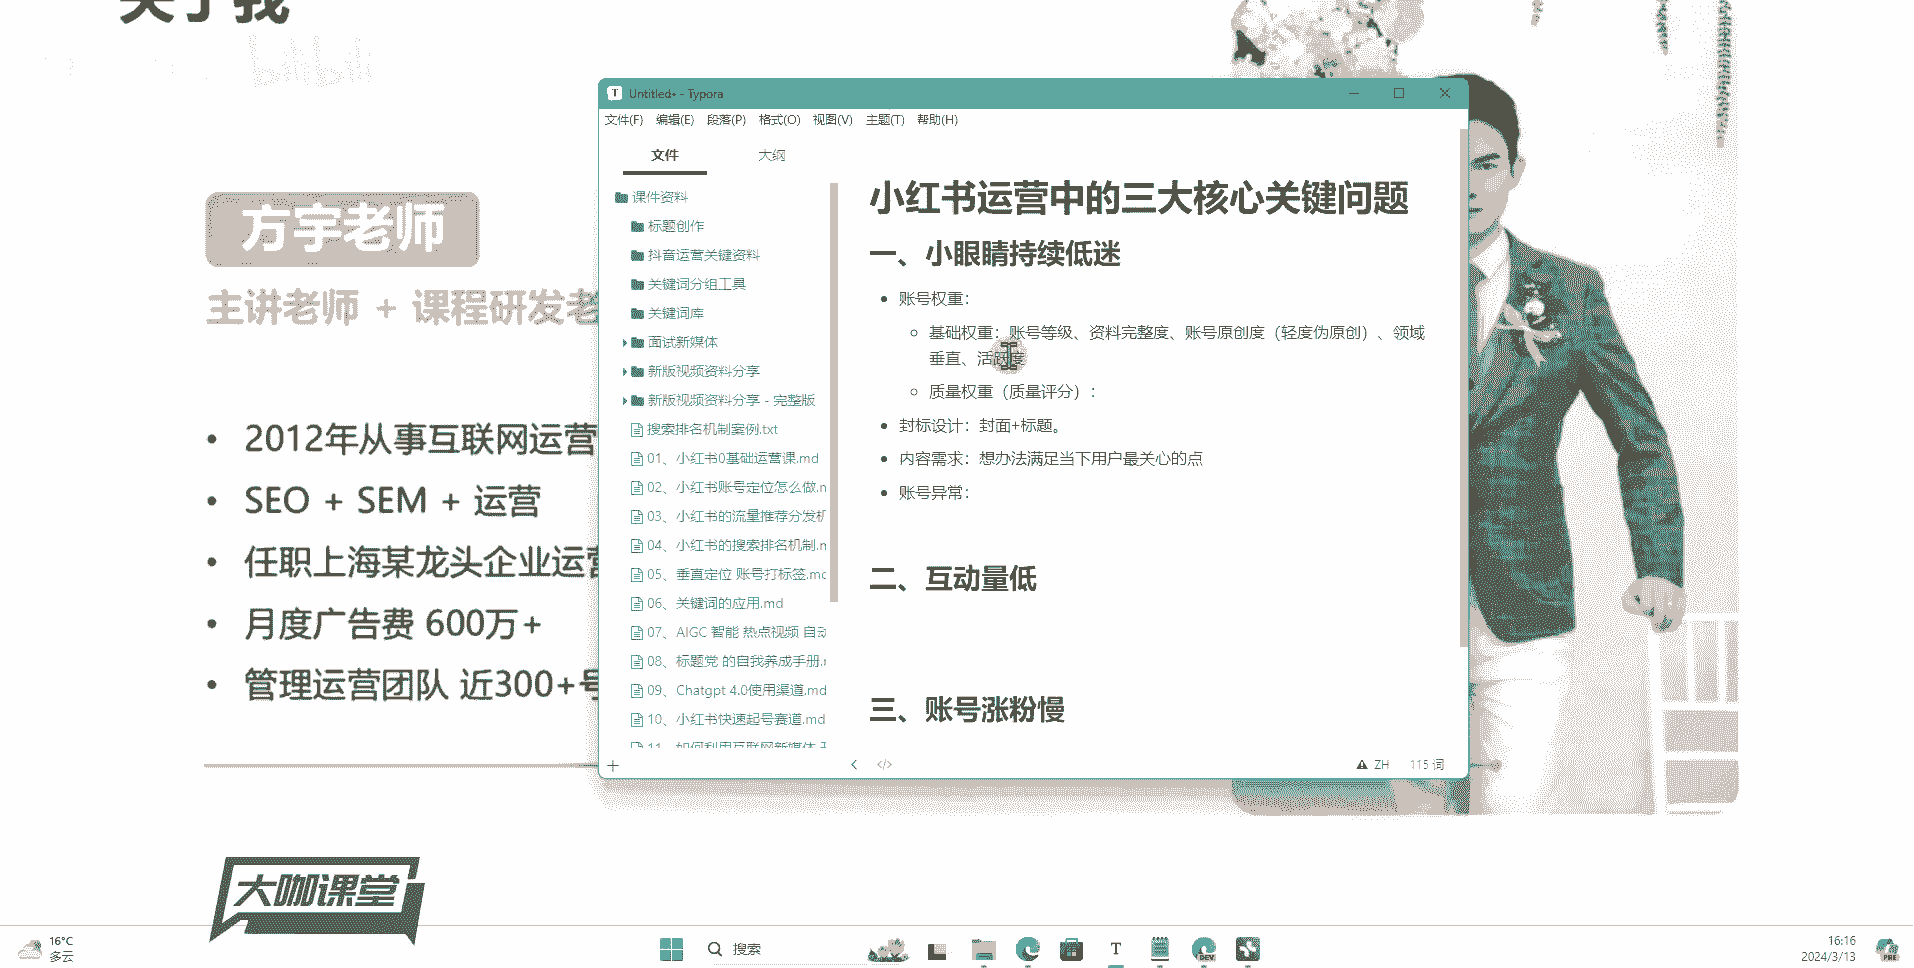 关于我
bilibili
方宇老师
主讲老师 + 课程研发老
2012年从事互联网运营
SEO + SEM + 运营
任职上海某龙头企业运营
月度广告费 600万+
管理运营团队 近300+号
大咖课堂
Untitled• - Typora
文件(F) 编辑(E) 段落(P) 格式(O) 视图(V) 主题(T) 帮助(H)
文件 大纲
课件资料
标题创作
抖音运营关键资料
关键词分组工具
关键词库
面试新媒体
新版视频资料分享
新版视频资料分享 - 完整版
搜索排名机制案例.txt
01、小红书0基础运营课.md
02、小红书账号定位怎么做.m
03、小红书的流量推荐分发机
04、小红书的搜索排名机制.m
05、垂直定位 账号打标签.md
06、关键词的应用.md
07、AIGC 智能 热点视频 自动
08、标题党 的自我养成手册.m
09、Chatgpt 4.0使用渠道.md
10、小红书快速起号赛道.md
11、如何利用互联网新媒体
小红书运营中的三大核心关键问题
一、小眼睛持续低迷
账号权重：
基础权重：账号等级、资料完整度、账号原创度（轻度伪原创）、领域
垂直、活跃度
质量权重（质量评分）：
封标设计：封面+标题。
内容需求：想办法满足当下用户最关心的点
账号异常：
二、互动量低
三、账号涨粉慢
ZH 115 词
16°C
多云
搜索
T
DEV
16:16
2024/3/13
PRE